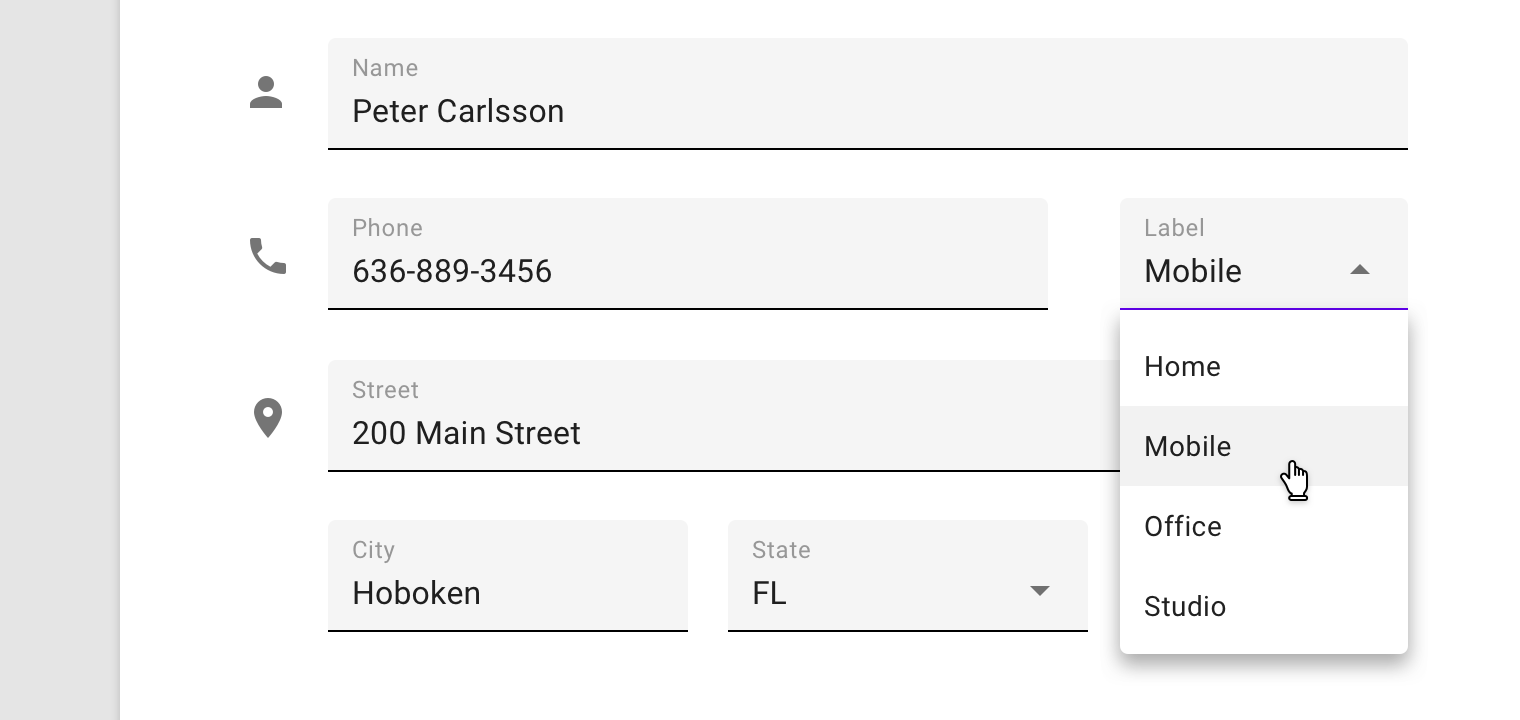 Name
Peter Carlsson
Phone
636-889-3456
Label
Mobile
Home
Mobile
Office
Studio
Street
200 Main Street
City
Hoboken
State
FL